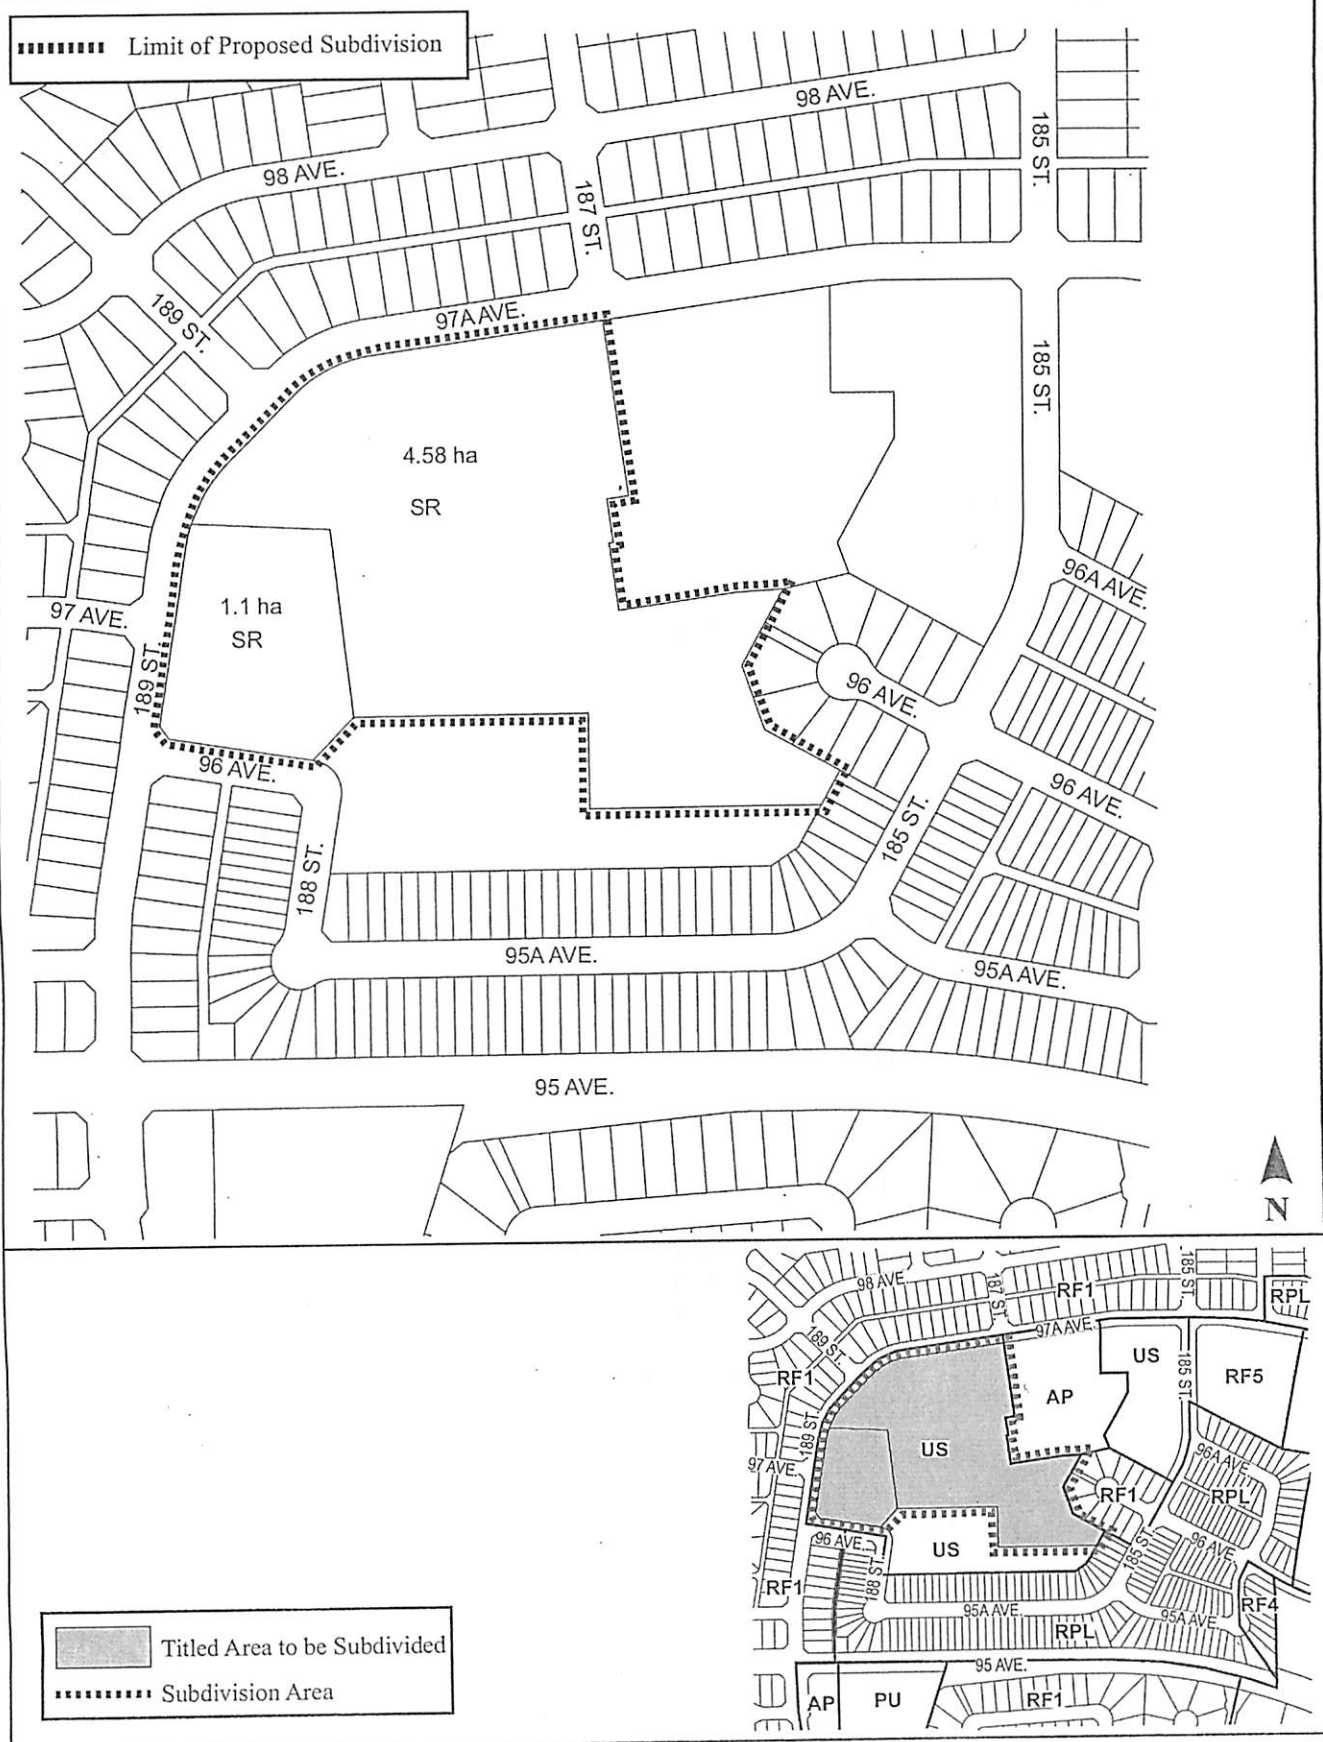 Limit of Proposed Subdivision
98 AVE.
185 ST.
98 AVE.
187 ST.
189 ST.
97A AVE.
185 ST.
4.58 ha
SR
96A AVE.
1.1 ha
SR
97 AVE.
189 ST.
96 AVE.
96 AVE.
96 AVE.
185 ST.
188 ST.
95A AVE.
95A AVE.
95 AVE.
N
98 AVE.
187 ST.
RF1
185 ST.
RPL
189 ST.
97A AVE.
US
185 ST.
RF5
RF1
AP
189 ST.
US
96A AVE.
97 AVE.
RF1
RPL
96 AVE.
US
185 ST.
96 AVE.
RF1
188 ST.
95A AVE.
95A AVE.
RF4
RPL
95 AVE.
AP
PU
RF1
Titled Area to be Subdivided
Subdivision Area